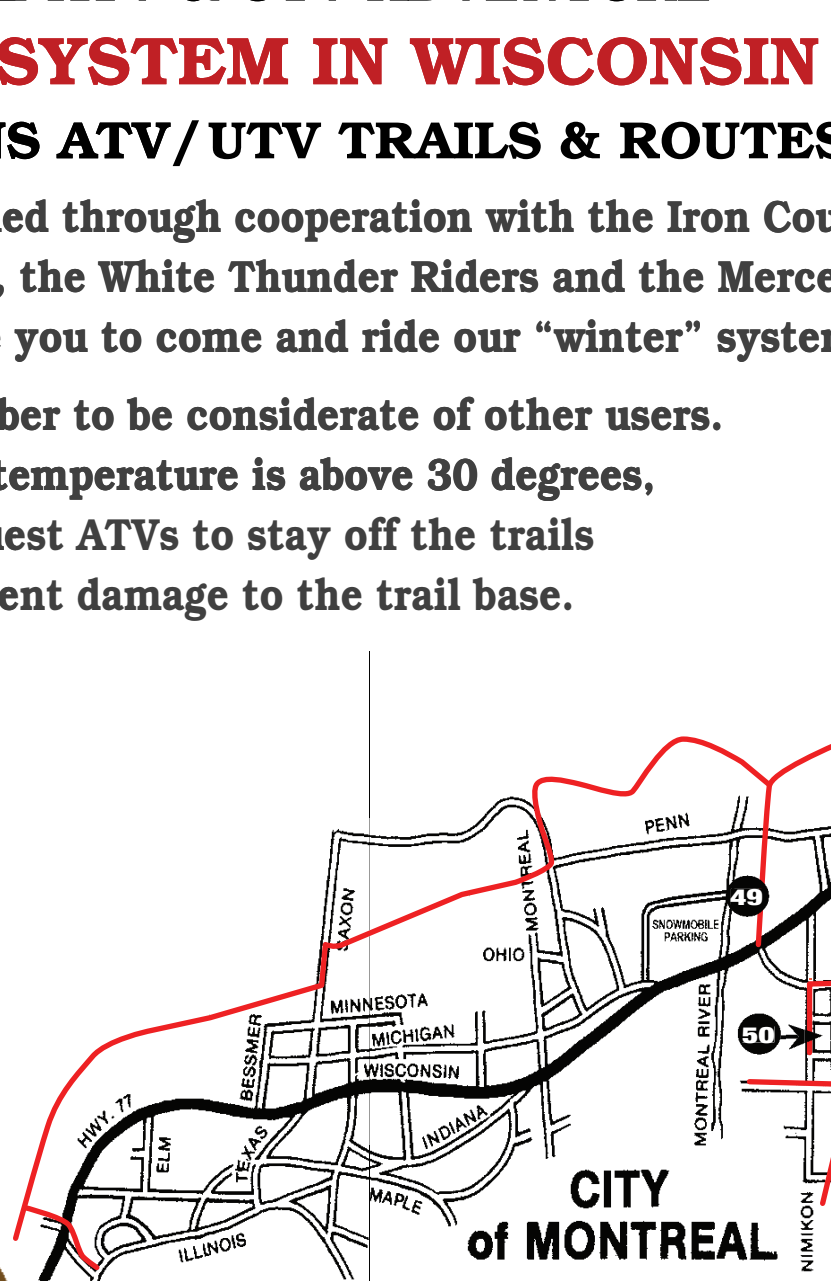 SYSTEM IN WISCONSIN
NS ATV/UTV TRAILS & ROUTES
ed through cooperation with the Iron Cou
, the White Thunder Riders and the Merce
you to come and ride our “winter” system
ber to be considerate of other users.
temperature is above 30 degrees,
uest ATVs to stay off the trails
ent damage to the trail base.
PENN
MONTREAL
SAXON
49
SNOWMOBILE
PARKING
OHIO
MINNESOTA
BESSMER
MICHIGAN
50
WISCONSIN
MONTREAL RIVER
HWY. 77
INDIANA
ELM
TEXAS
MAPLE
CITY
of MONTREAL
NIMIKON
ILLINOIS